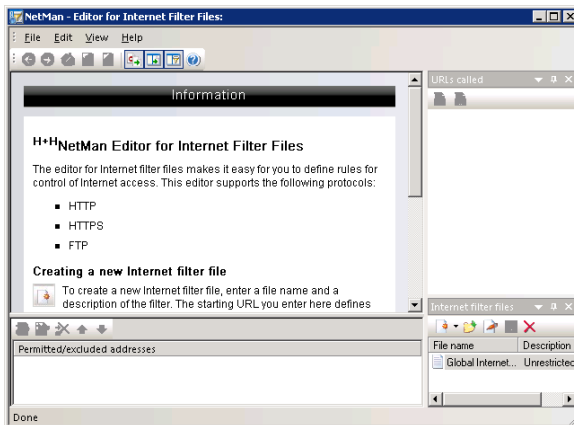 NetMan - Editor for Internet Filter Files:
File Edit View Help
Information
H+HNetMan Editor for Internet Filter Files
The editor for Internet filter files makes it easy for you to define rules for
control of Internet access. This editor supports the following protocols:
HTTP
HTTPS
FTP
Creating a new Internet filter file
To create a new Internet filter file, enter a file name and a
description of the filter. The starting URL you enter here defines
Permitted/excluded addresses
URLs called
Internet filter files
File name Description
Global Internet... Unrestricted
Done